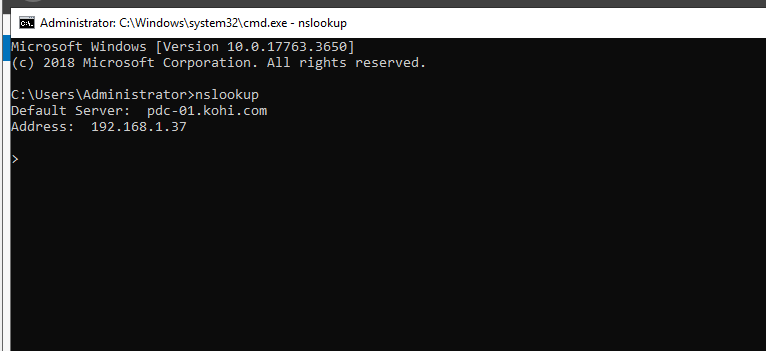 Administrator: C:\Windows\system32\cmd.exe - nslookup
Microsoft Windows [Version 10.0.17763.3650]
(c) 2018 Microsoft Corporation. All rights reserved.
C:\Users\Administrator>nslookup
Default Server:  pdc-01.kohi.com
Address:  192.168.1.37
>